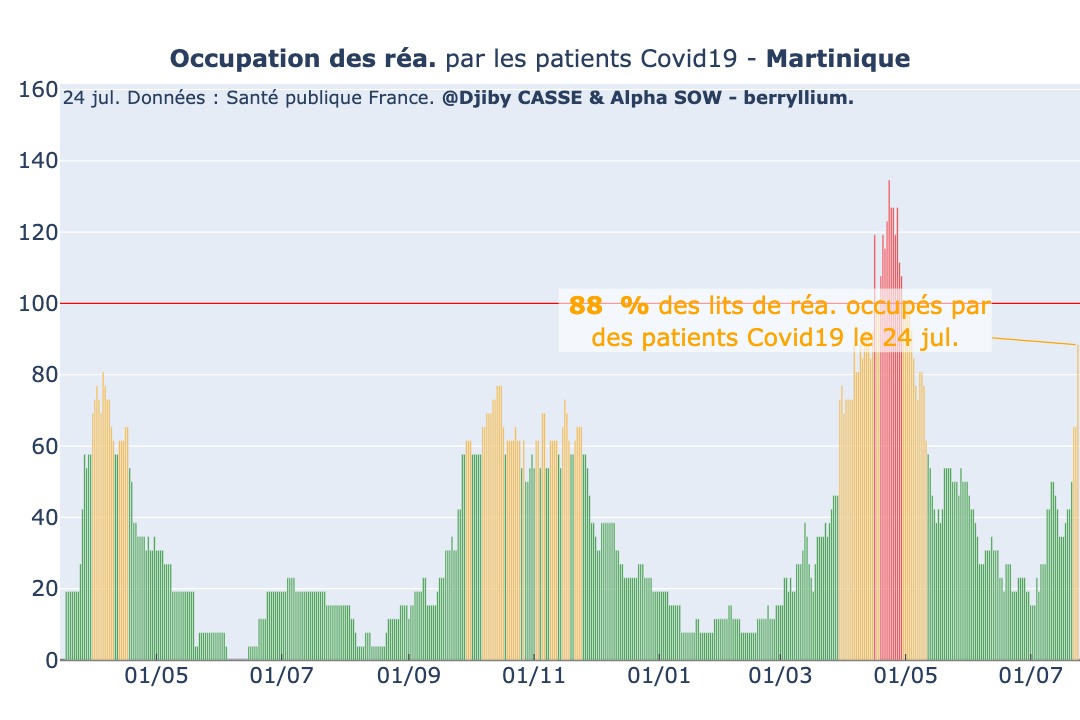 Occupation des réa. par les patients Covid19 - Martinique
160
24 jul. Données : Santé publique France. @Djiby CASSE & Alpha SOW - berryllium.
140
120
100
88 % des lits de réa. occupés par
des patients Covid19 le 24 jul.
80
60
40
20
0
01/05 01/07 01/09 01/11 01/01 01/03 01/05 01/07